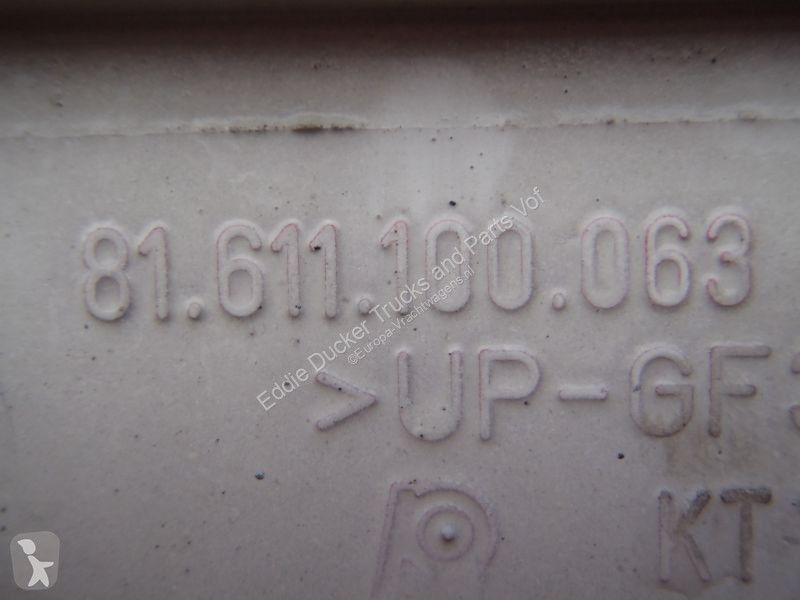 81.611.100.063
>UP-GF
KT
Eddie Ducker Trucks and Parts Vof
©Europa-Vrachtwagens.nl